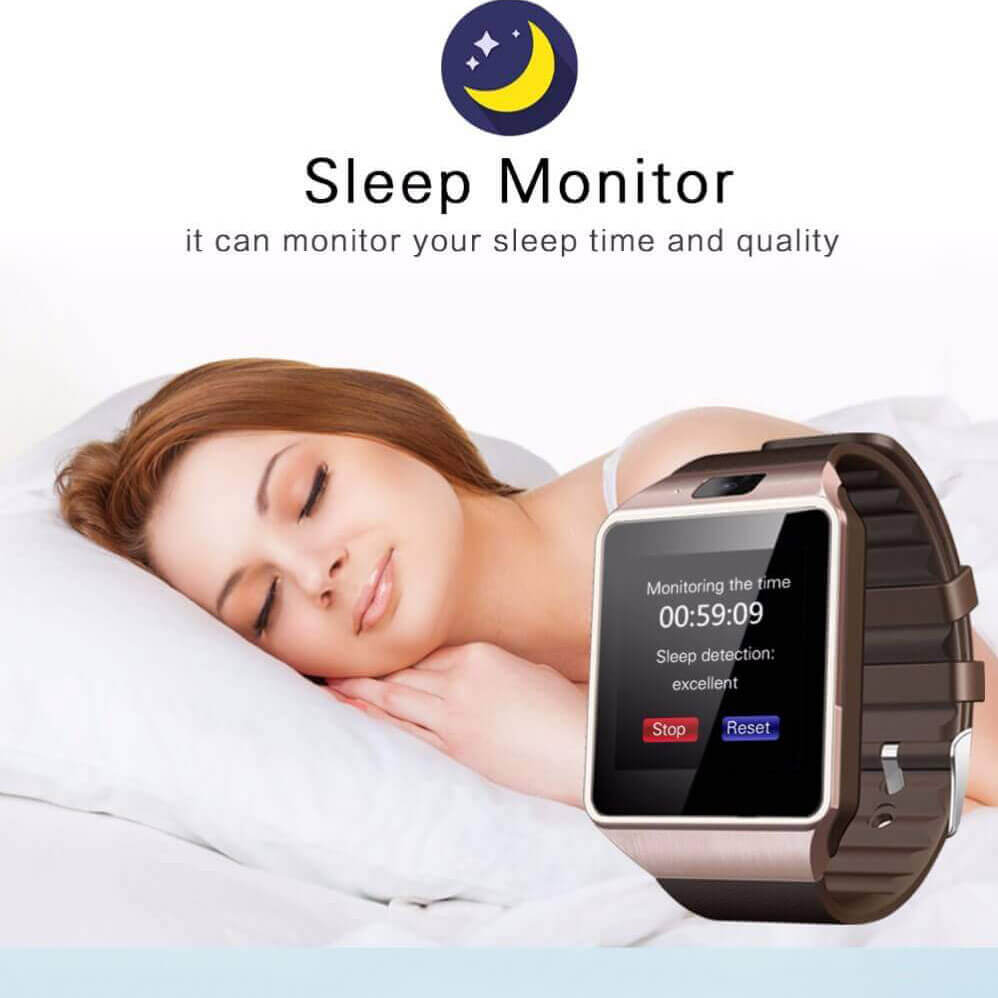 Sleep Monitor
it can monitor your sleep time and quality
Monitoring the time
00:59:09
Sleep detection:
excellent
Stop Reset